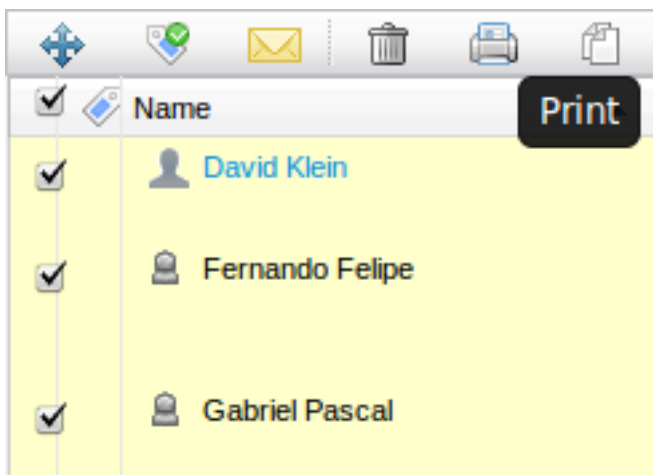 Name
Print
David Klein
Fernando Felipe
Gabriel Pascal